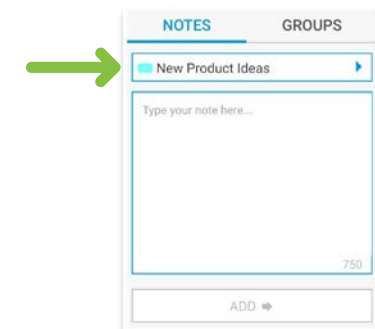 NOTES GROUPS
New Product Ideas
Type your note here...
750
ADD